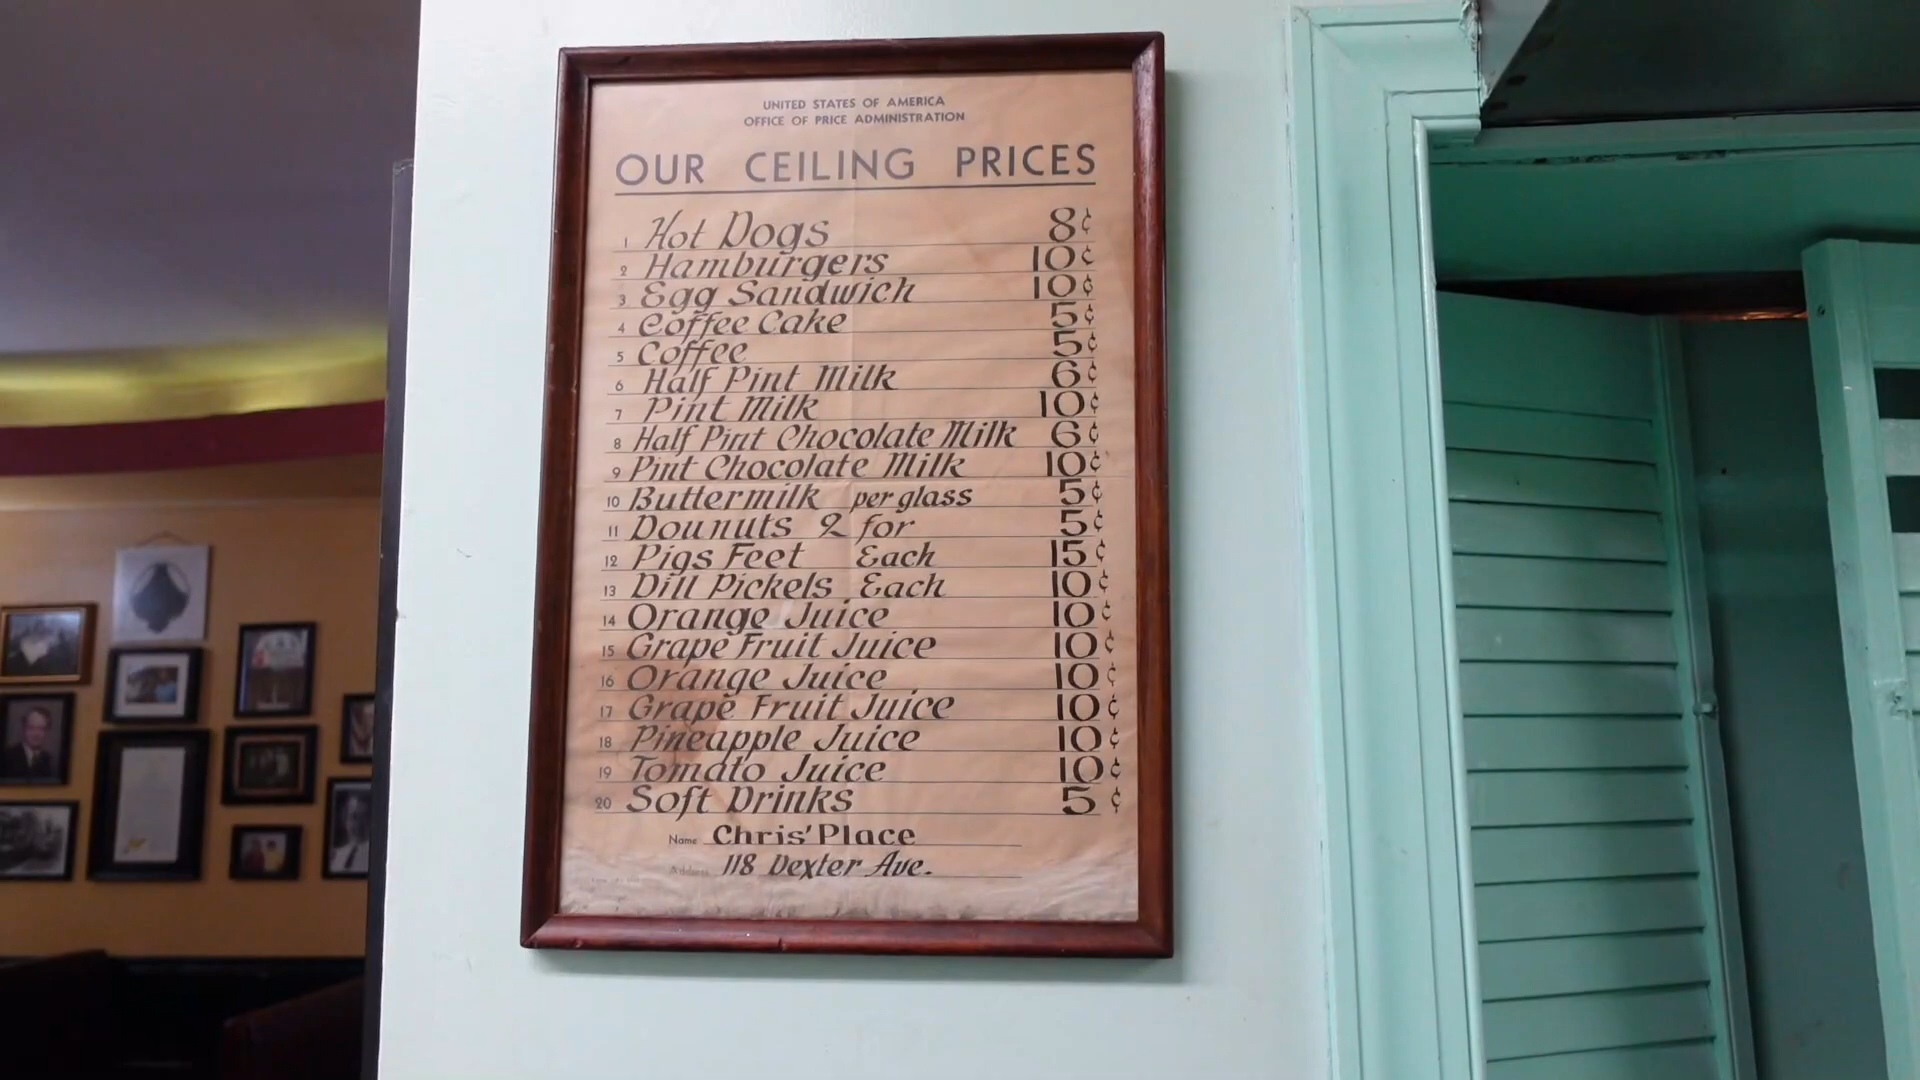 UNITED STATES OF AMERICA
OFFICE OF PRICE ADMINISTRATION
OUR CEILING PRICES
1 Hot Dogs 8¢
2 Hamburgers 10¢
3 Egg Sandwich 10¢
4 Coffee Cake 5¢
5 Coffee 5¢
6 Half Pint Milk 6¢
7 Pint Milk 10¢
8 Half Pint Chocolate Milk 6¢
9 Pint Chocolate Milk 10¢
10 Buttermilk per glass 5¢
11 Dounuts 2 for 5¢
12 Pigs Feet Each 15¢
13 Dill Pickels Each 10¢
14 Orange Juice 10¢
15 Grape Fruit Juice 10¢
16 Orange Juice 10¢
17 Grape Fruit Juice 10¢
18 Pineapple Juice 10¢
19 Tomato Juice 10¢
20 Soft Drinks 5¢
Name Chris' Place
Address 118 Dexter Ave.